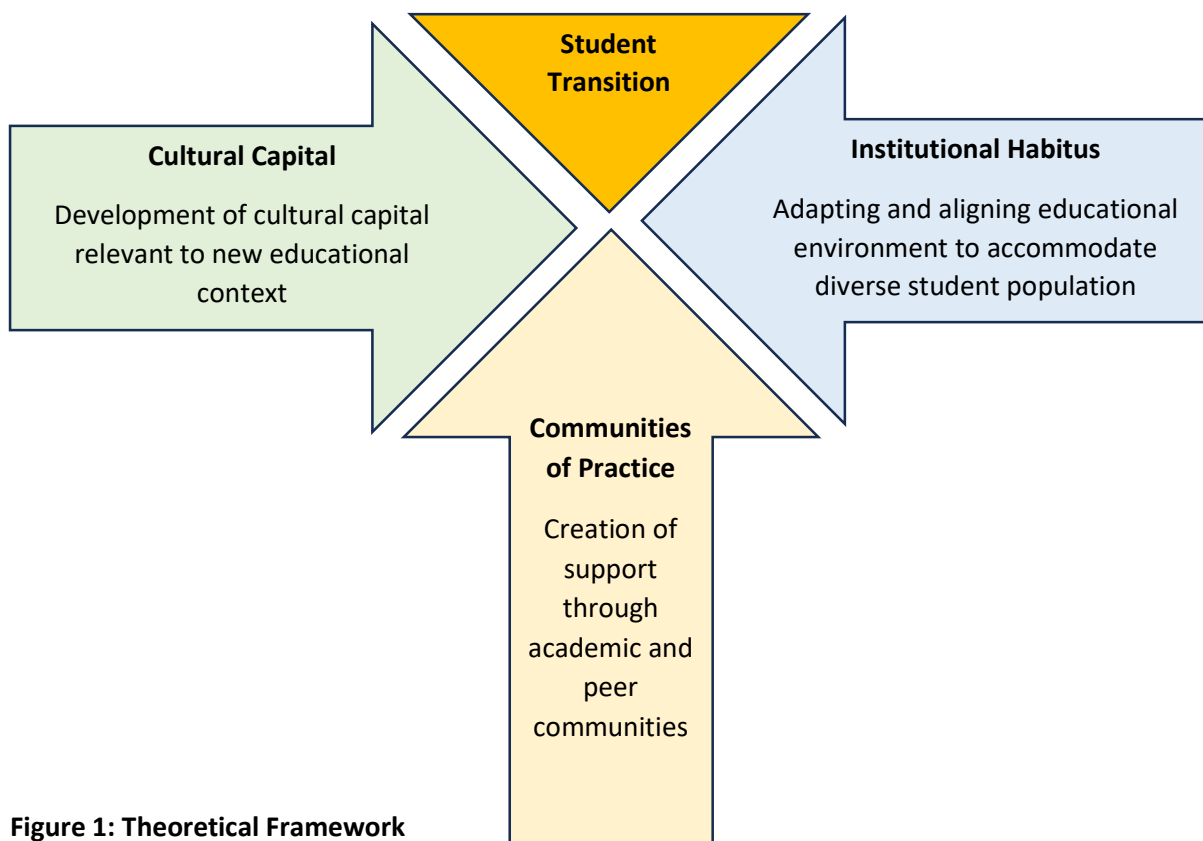 Student
Transition
Cultural Capital
Development of cultural capital
relevant to new educational
context
Institutional Habitus
Adapting and aligning educational
environment to accommodate
diverse student population
Communities
of Practice
Creation of
support
through
academic and
peer
communities
Figure 1: Theoretical Framework